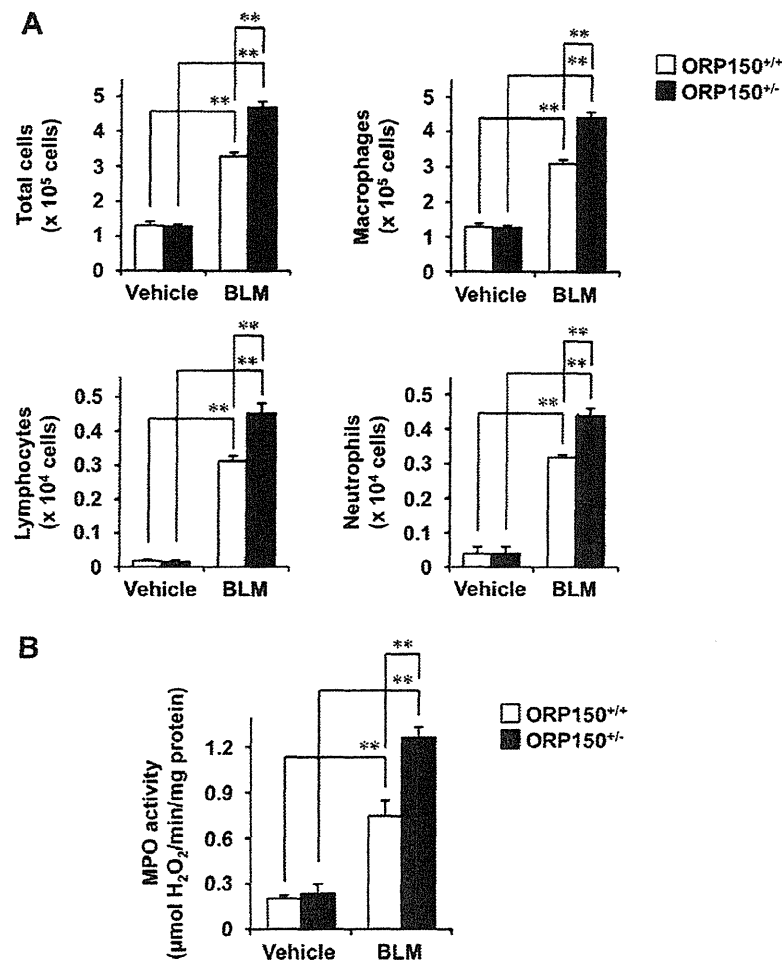 A
**
**
**
Total cells
(x 10⁵ cells)
5
4
3
2
1
0
Vehicle BLM
**
**
**
Macrophages
(x 10⁵ cells)
5
4
3
2
1
0
Vehicle BLM
ORP150⁺/⁺
ORP150⁺/⁻
**
**
**
Lymphocytes
(x 10⁴ cells)
0.5
0.4
0.3
0.2
0.1
0
Vehicle BLM
**
**
**
Neutrophils
(x 10⁴ cells)
0.5
0.4
0.3
0.2
0.1
0
Vehicle BLM
B
**
**
**
MPO activity
(μmol H₂O₂/min/mg protein)
1.2
0.9
0.6
0.3
0
Vehicle BLM
ORP150⁺/⁺
ORP150⁺/⁻